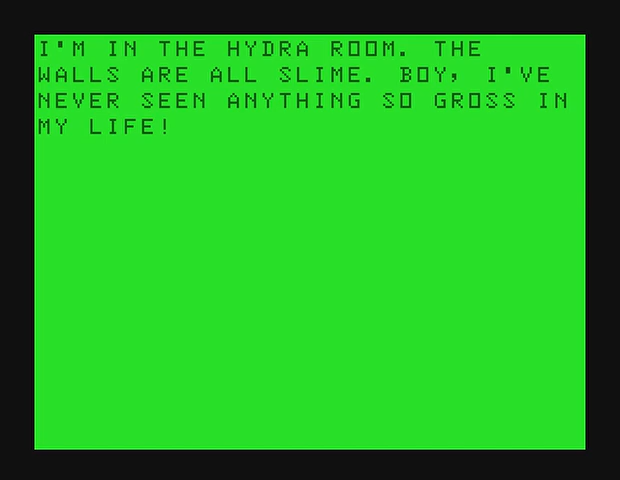 I'M IN THE HYDRA ROOM. THE
WALLS ARE ALL SLIME. BOY, I'VE
NEVER SEEN ANYTHING SO GROSS IN
MY LIFE!